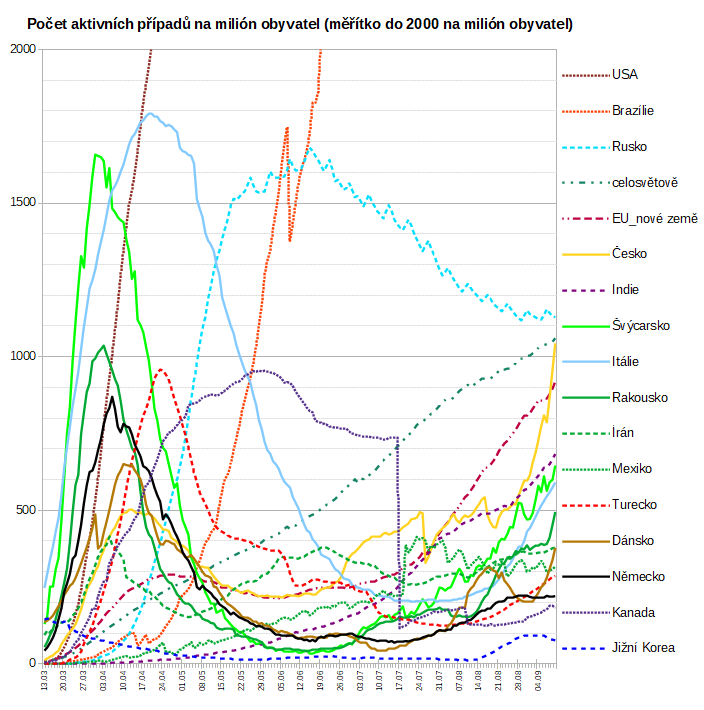 Počet aktivních případů na milión obyvatel (měřítko do 2000 na milión obyvatel)
2000
1500
1000
500
0
13.03
20.03
27.03
03.04
10.04
17.04
24.04
01.05
08.05
15.05
22.05
29.05
05.06
12.06
19.06
26.06
03.07
10.07
17.07
24.07
31.07
07.08
14.08
21.08
28.08
04.09
USA
Brazílie
Rusko
celosvětově
EU_nové země
Česko
Indie
Švýcarsko
Itálie
Rakousko
Írán
Mexiko
Turecko
Dánsko
Německo
Kanada
Jižní Korea